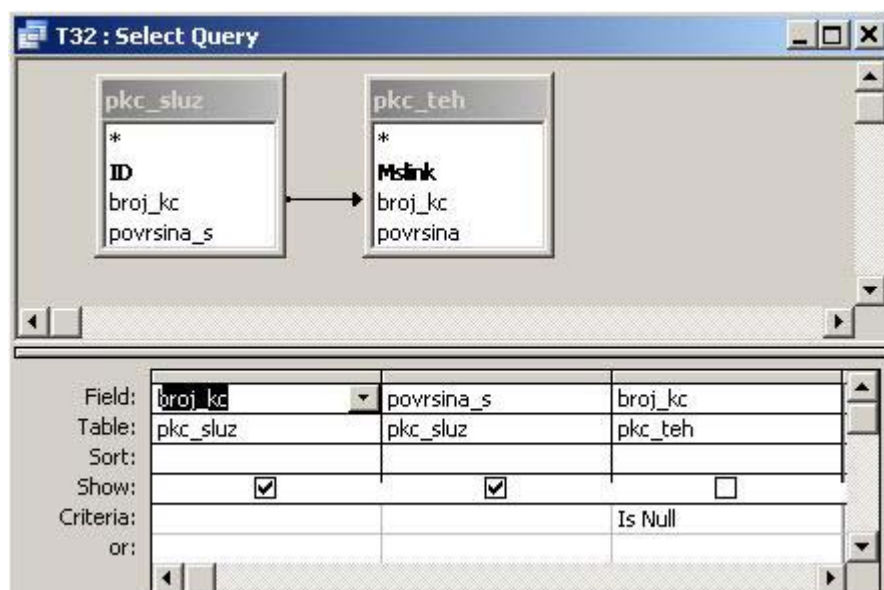 T32 : Select Query
pkc_sluz
*
ID
broj_kc
povrsina_s
pkc_teh
*
Mslink
broj_kc
povrsina
Field: broj_kc povrsina_s broj_kc
Table: pkc_sluz pkc_sluz pkc_teh
Sort:
Show:
Criteria: Is Null
or: